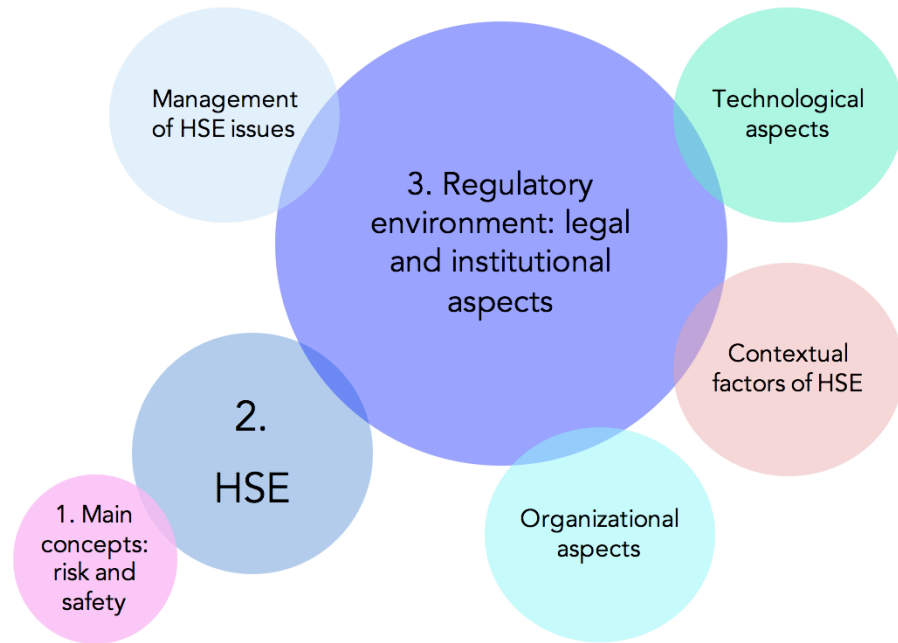 Management
of HSE issues
Technological
aspects
3. Regulatory
environment: legal
and institutional
aspects
Contextual
factors of HSE
2.
HSE
Organizational
aspects
1. Main
concepts:
risk and
safety